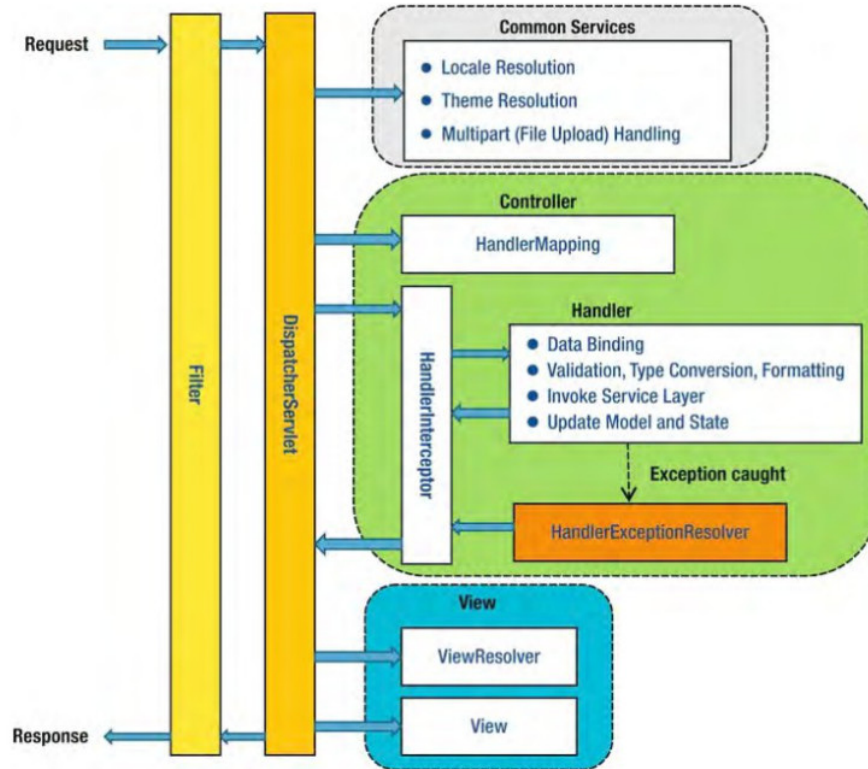 Request
Common Services
Locale Resolution
Theme Resolution
Multipart (File Upload) Handling
Filter
DispatcherServlet
Controller
HandlerMapping
HandlerInterceptor
Handler
Data Binding
Validation, Type Conversion, Formatting
Invoke Service Layer
Update Model and State
Exception caught
HandlerExceptionResolver
View
ViewResolver
View
Response